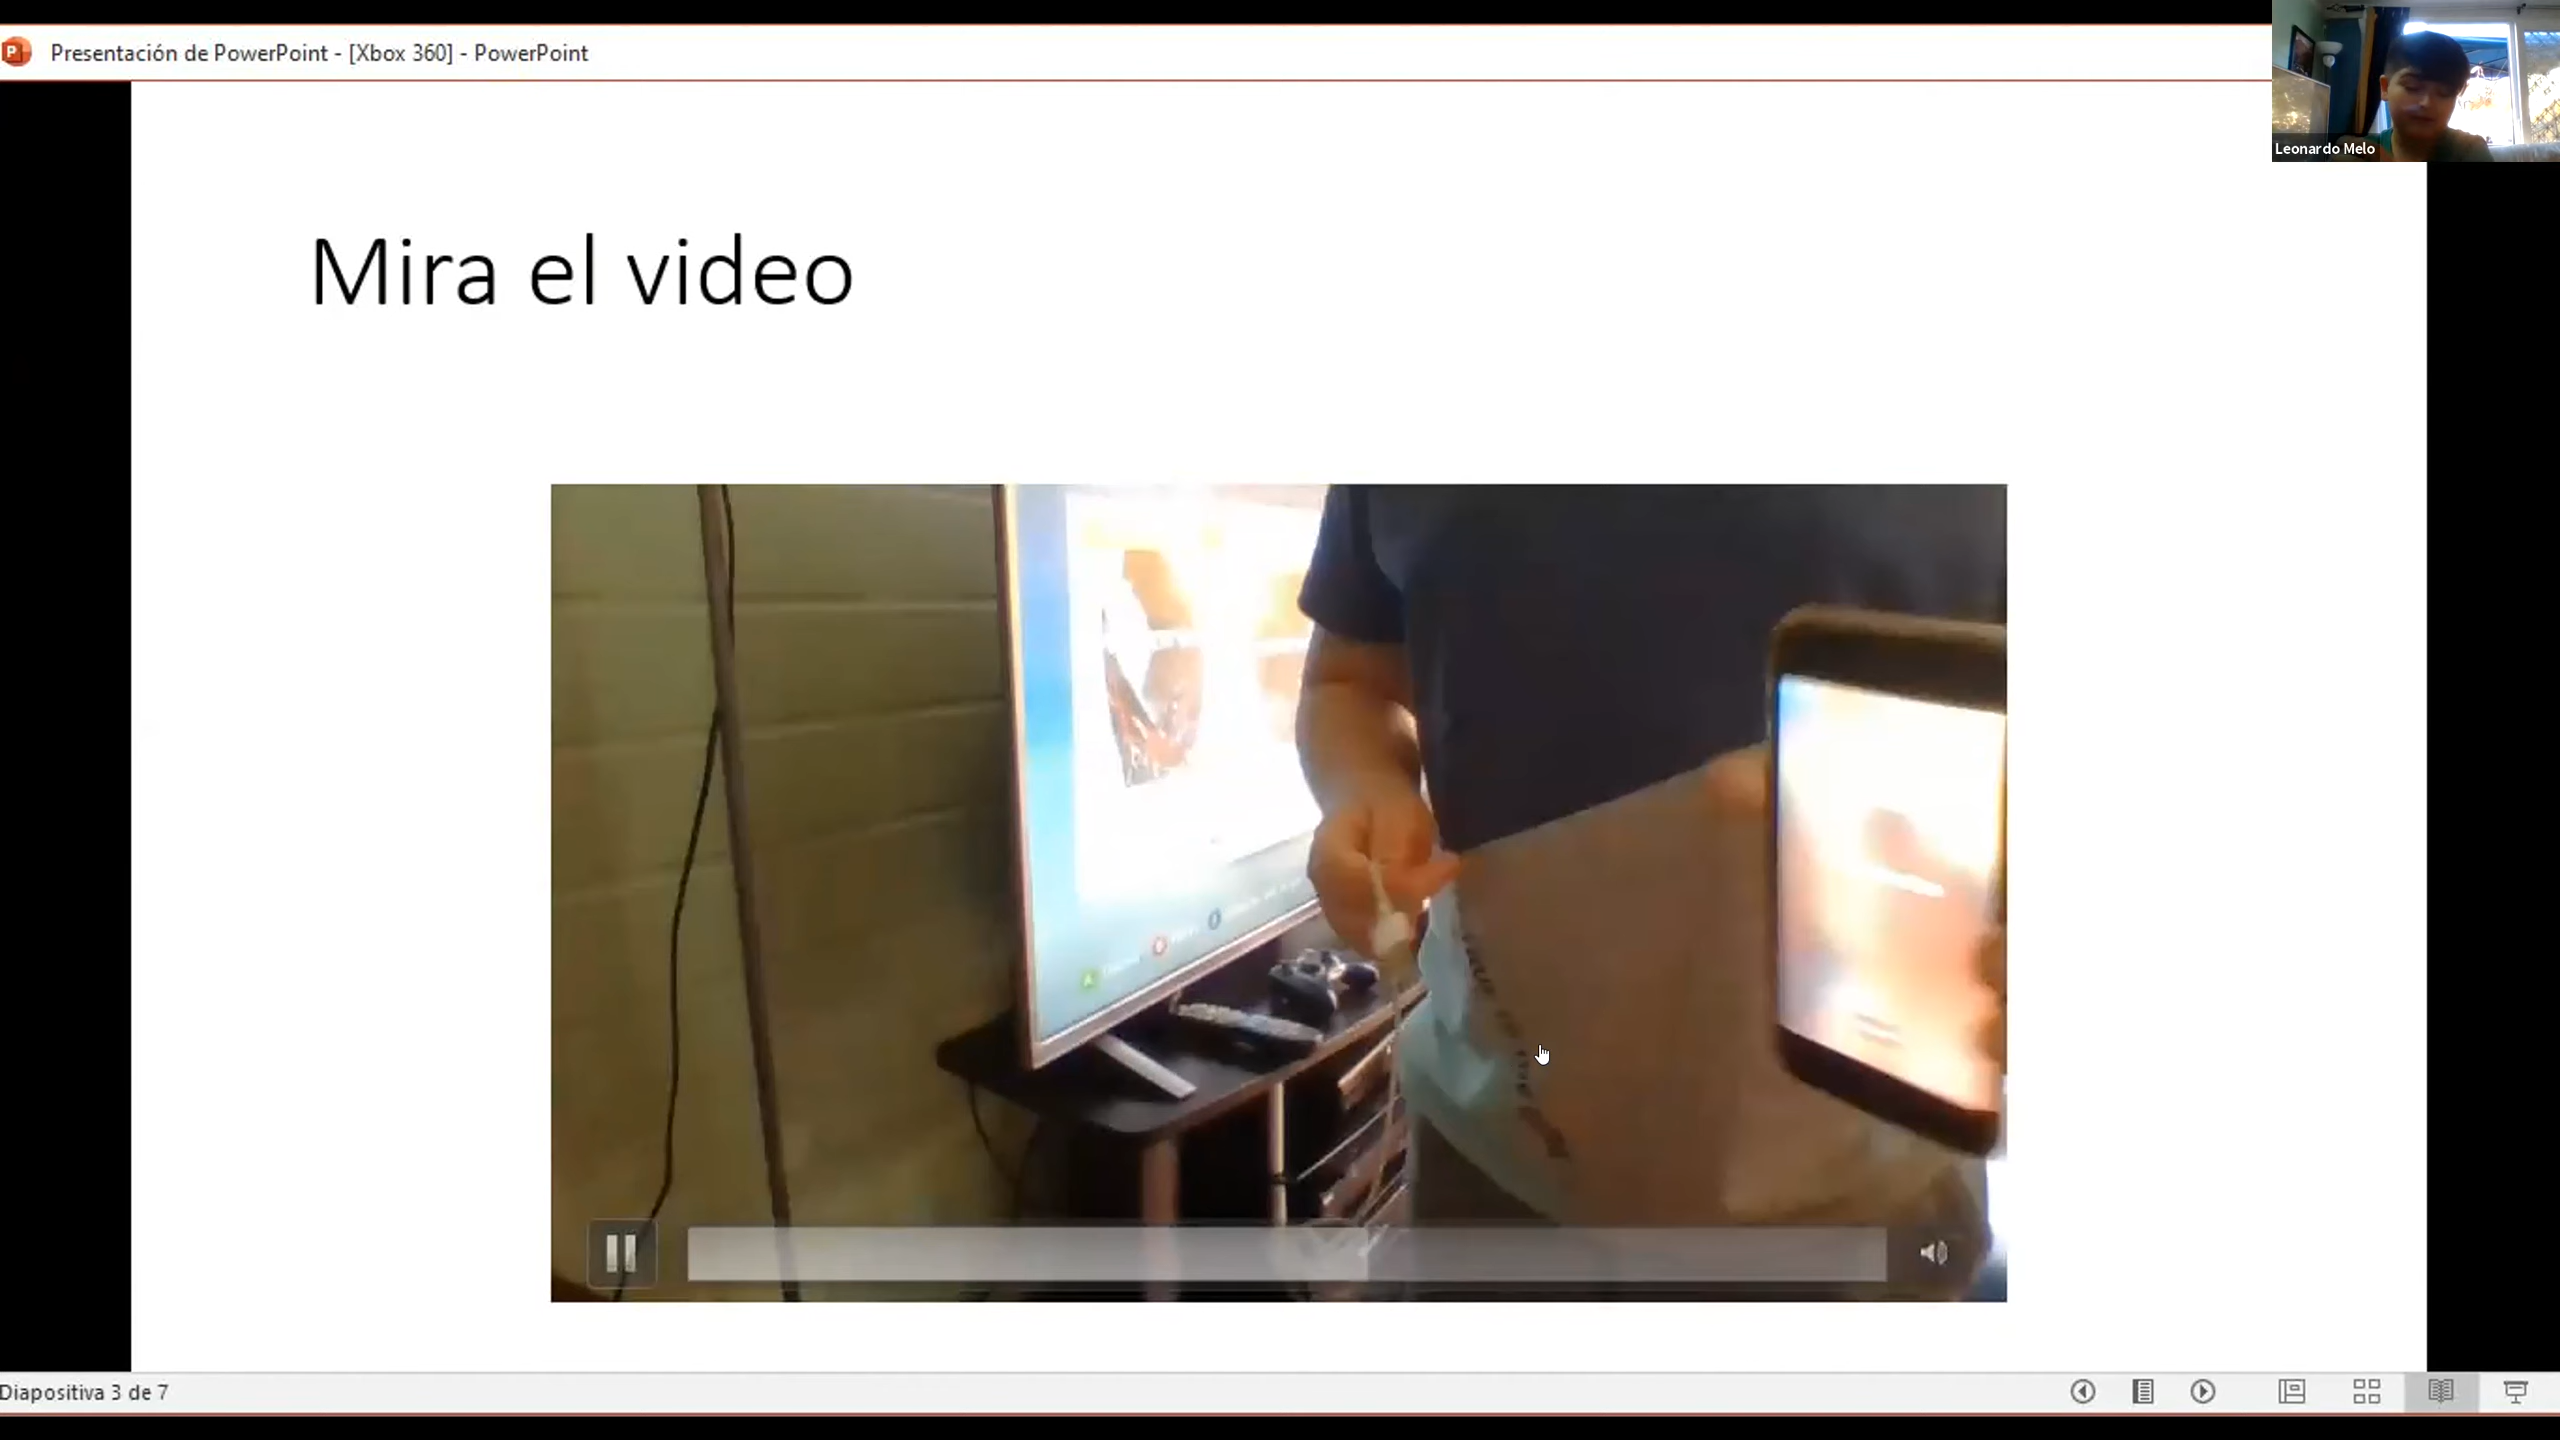 Presentación de PowerPoint - [Xbox 360] - PowerPoint
Leonardo Melo
Mira el video
A
Diapositiva 3 de 7